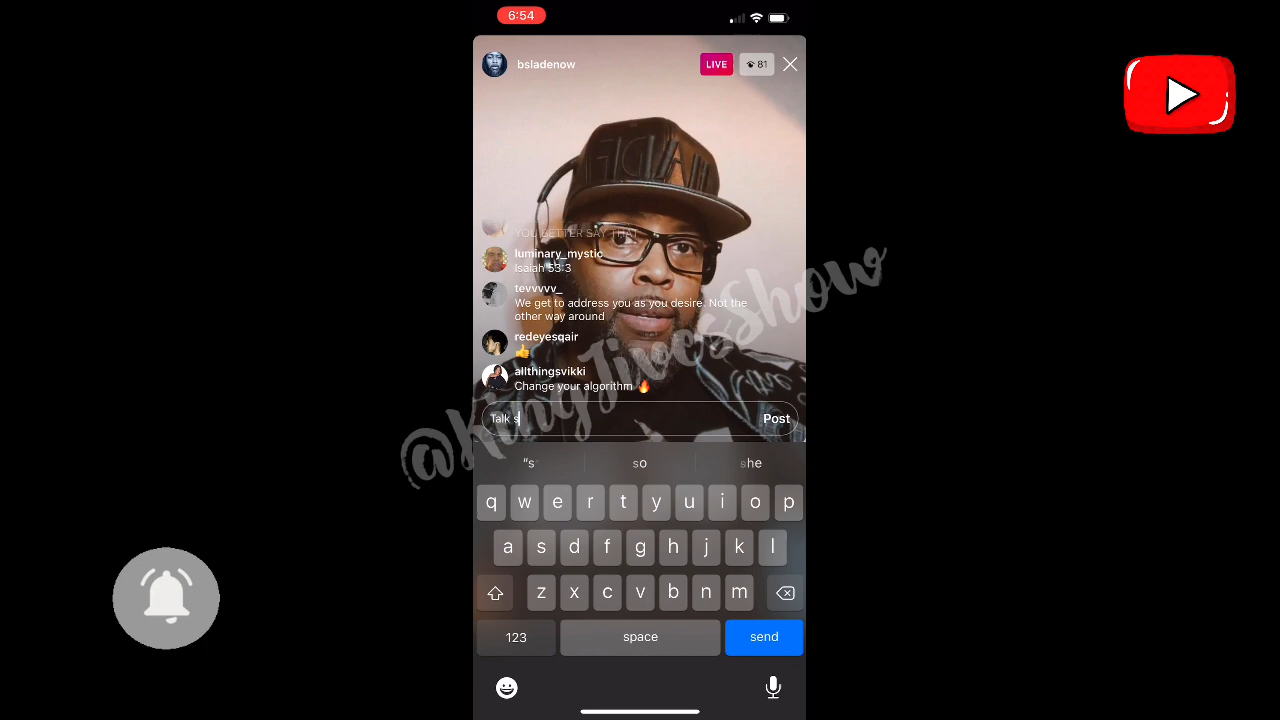 6:54
bsladenow
LIVE
81
YOU BETTER SAY THAT
luminary_mystic
Isaiah 53:3
tevvvvv_
We get to address you as you desire. Not the
other way around
redeyesqair
allthingsvikki
Change your algorithm 🔥
Talk s
Post
@KingJivesShow
“s”
so
she
q w e r t y u i o p
a s d f g h j k l
z x c v b n m
123
space
send